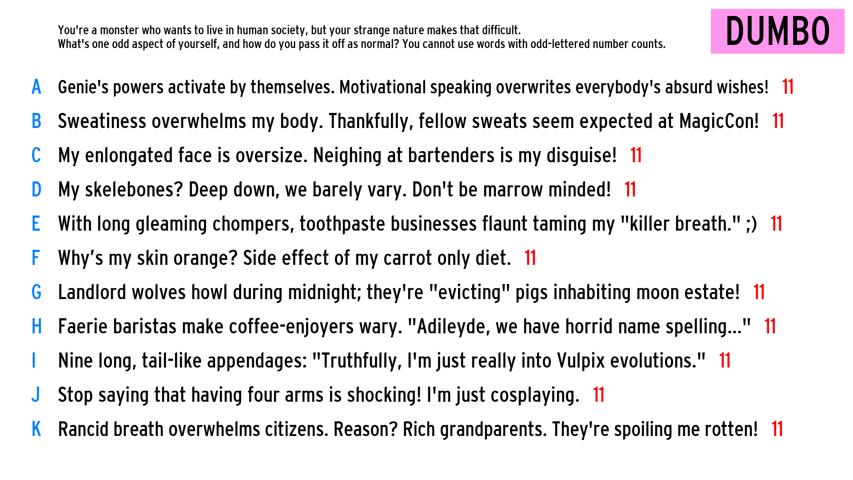 You're a monster who wants to live in human society, but your strange nature makes that difficult.
What's one odd aspect of yourself, and how do you pass it off as normal? You cannot use words with odd-lettered number counts.
DUMBO
A Genie's powers activate by themselves. Motivational speaking overwrites everybody's absurd wishes! 11
B Sweatiness overwhelms my body. Thankfully, fellow sweats seem expected at MagicCon! 11
C My enlongated face is oversize. Neighing at bartenders is my disguise! 11
D My skelebones? Deep down, we barely vary. Don't be marrow minded! 11
E With long gleaming chompers, toothpaste businesses flaunt taming my "killer breath." ;) 11
F Why’s my skin orange? Side effect of my carrot only diet. 11
G Landlord wolves howl during midnight; they're "evicting" pigs inhabiting moon estate! 11
H Faerie baristas make coffee-enjoyers wary. "Adileyde, we have horrid name spelling..." 11
I Nine long, tail-like appendages: "Truthfully, I'm just really into Vulpix evolutions." 11
J Stop saying that having four arms is shocking! I'm just cosplaying. 11
K Rancid breath overwhelms citizens. Reason? Rich grandparents. They're spoiling me rotten! 11